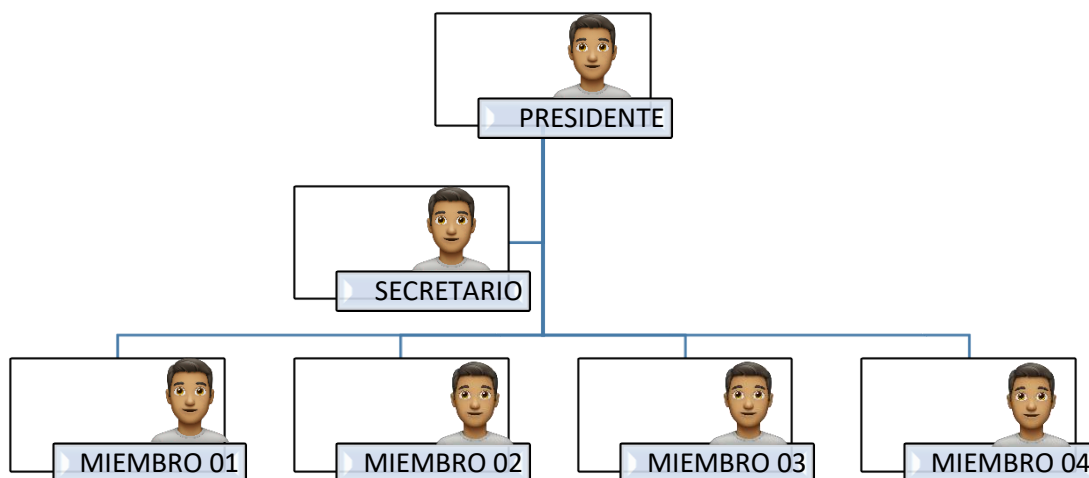 PRESIDENTE
SECRETARIO
MIEMBRO 01
MIEMBRO 02
MIEMBRO 03
MIEMBRO 04